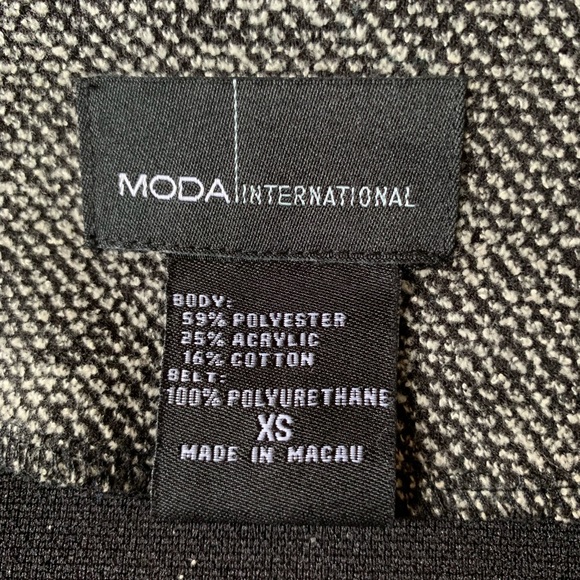 MODA INTERNATIONAL
BODY:
59% POLYESTER
25% ACRYLIC
16% COTTON
BELT:
100% POLYURETHANE
XS
MADE IN MACAU